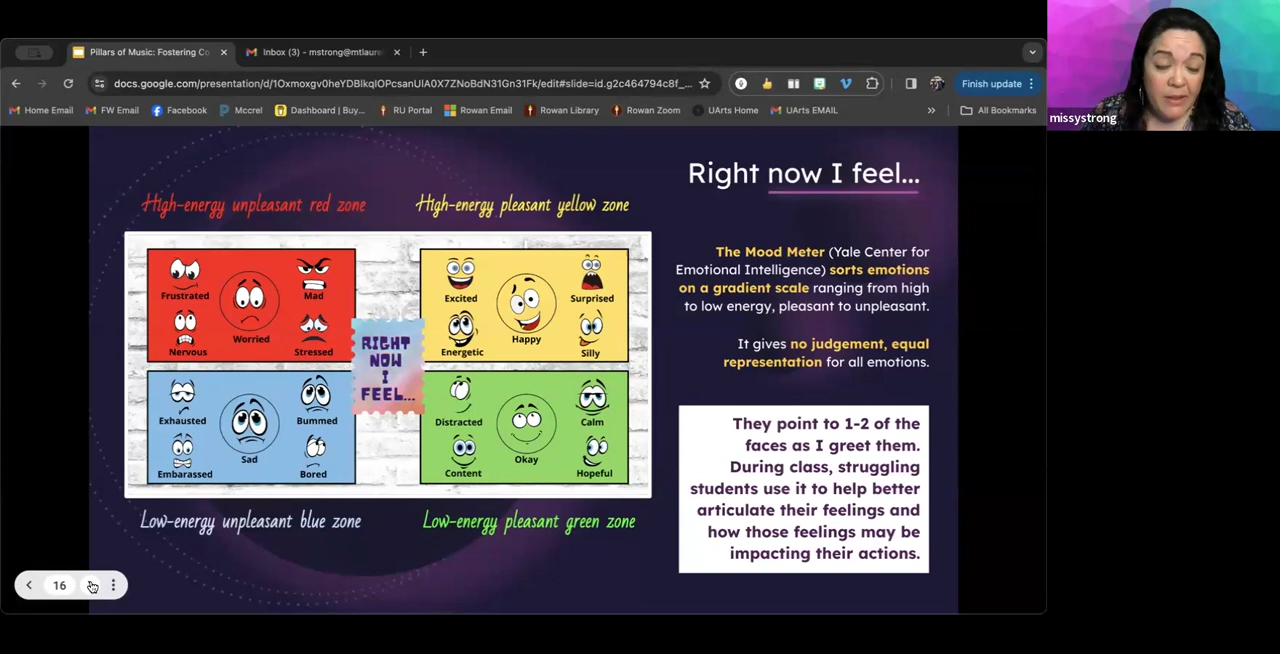 Pillars of Music: Fostering Co
Inbox (3) - mstrong@mtlaure
docs.google.com/presentation/d/1Oxmoxgv0heYDBlkqlOPcsanUIA0X7ZNoBdN31Gn31Fk/edit#slide=id.g2c464794c8f_...
Finish update
Home Email
FW Email
Facebook
Mccrel
Dashboard | Buy...
RU Portal
Rowan Email
Rowan Library
Rowan Zoom
UArts Home
UArts EMAIL
»
All Bookmarks
missystrong
Right now I feel...
High-energy unpleasant red zone
High-energy pleasant yellow zone
Frustrated
Mad
Worried
Nervous
Stressed
Excited
Surprised
Happy
Energetic
Silly
RIGHT
NOW
I
FEEL...
Exhausted
Bummed
Sad
Embarassed
Bored
Distracted
Calm
Okay
Content
Hopeful
Low-energy unpleasant blue zone
Low-energy pleasant green zone
The Mood Meter (Yale Center for
Emotional Intelligence) sorts emotions
on a gradient scale ranging from high
to low energy, pleasant to unpleasant.
It gives no judgement, equal
representation for all emotions.
They point to 1-2 of the
faces as I greet them.
During class, struggling
students use it to help better
articulate their feelings and
how those feelings may be
impacting their actions.
16